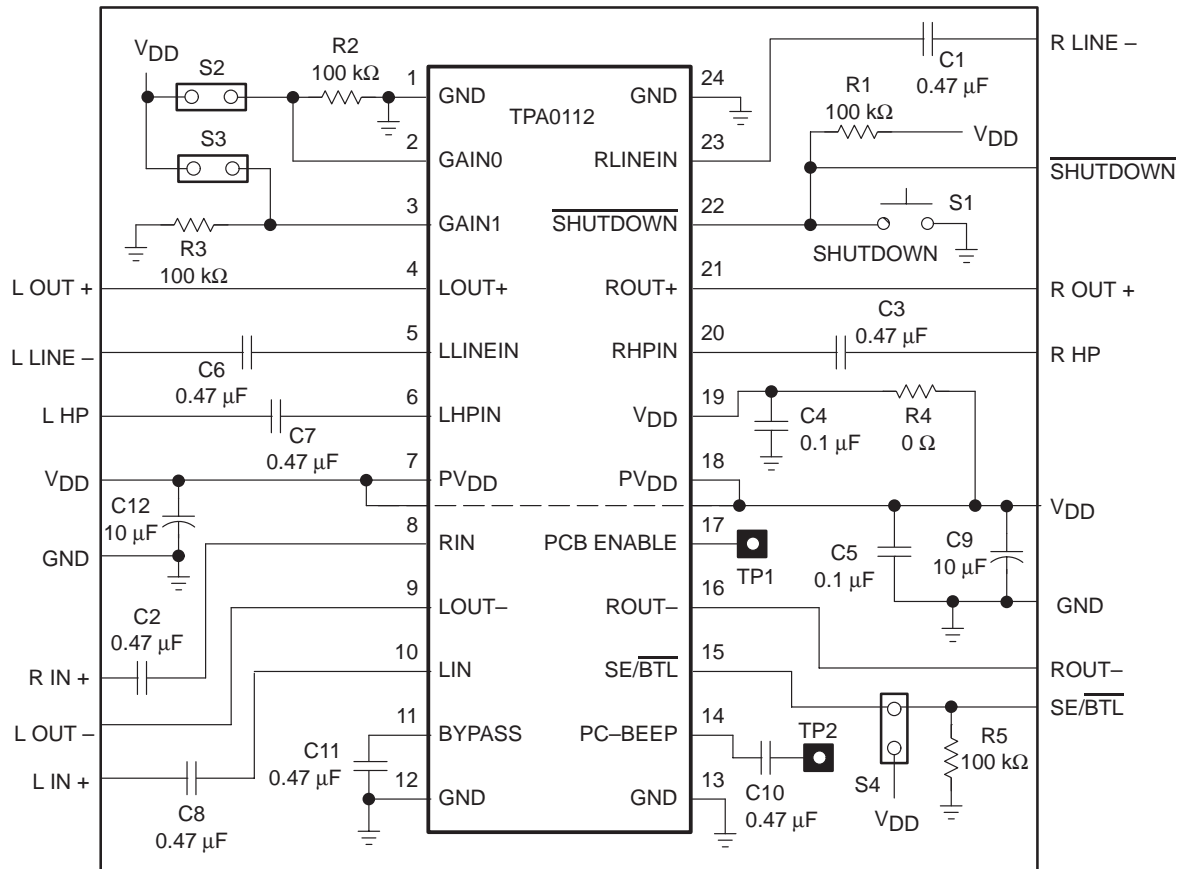 VDD
S2
R2
100 kΩ
S3
R3
100 kΩ
L OUT +
L LINE –
C6
0.47 μF
L HP
C7
0.47 μF
VDD
C12
10 μF
GND
C2
0.47 μF
R IN +
L OUT –
L IN +
C8
0.47 μF
C11
0.47 μF
TPA0112
1 GND
2 GAIN0
3 GAIN1
4 LOUT+
5 LLINEIN
6 LHPIN
7 PVDD
8 RIN
9 LOUT–
10 LIN
11 BYPASS
12 GND
GND 24
RLINEIN 23
SHUTDOWN 22
ROUT+ 21
RHPIN 20
VDD 19
PVDD 18
PCB ENABLE 17
ROUT– 16
SE/BTL 15
PC–BEEP 14
GND 13
C1
0.47 μF
R LINE –
R1
100 kΩ
VDD
SHUTDOWN
S1
SHUTDOWN
R OUT +
C3
0.47 μF
R HP
C4
0.1 μF
R4
0 Ω
VDD
TP1
C5
0.1 μF
C9
10 μF
GND
ROUT–
SE/BTL
TP2
C10
0.47 μF
S4
VDD
R5
100 kΩ